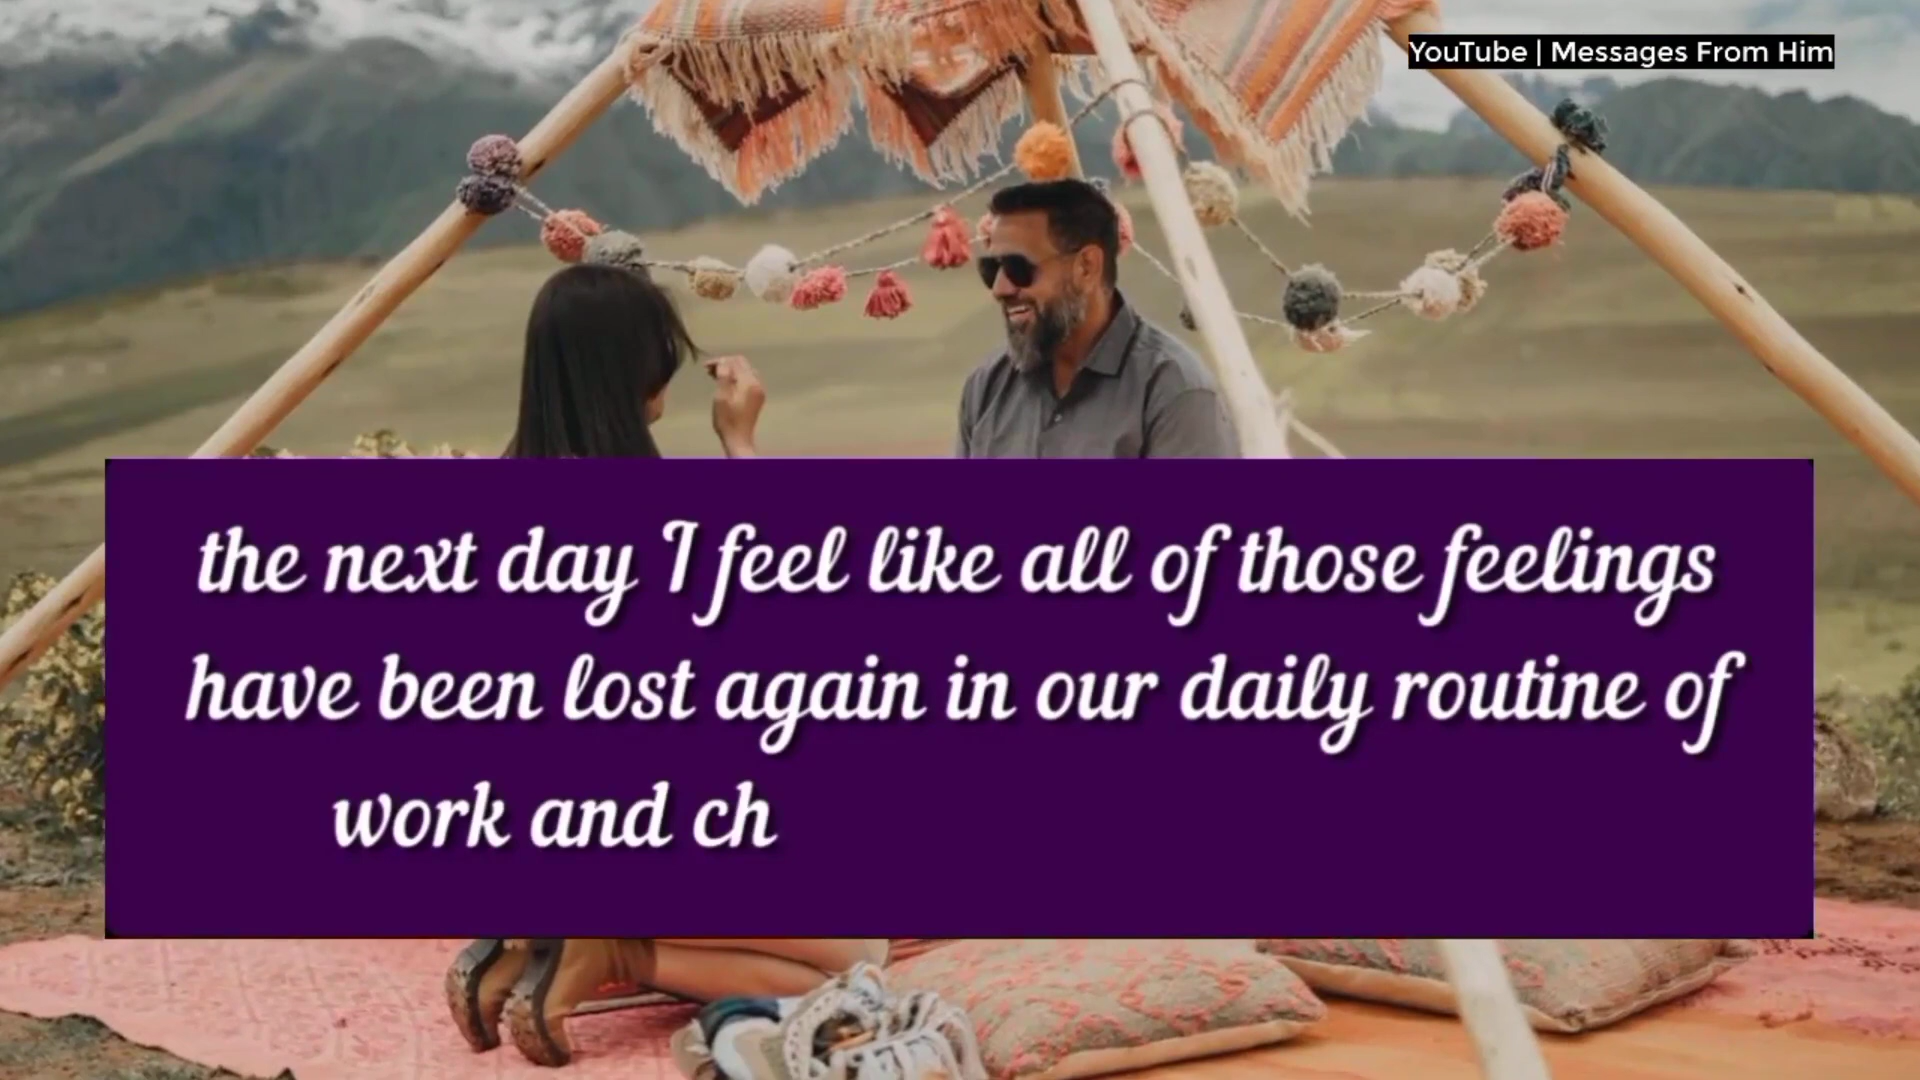 YouTube | Messages From Him
the next day I feel like all of those feelings
have been lost again in our daily routine of
work and ch